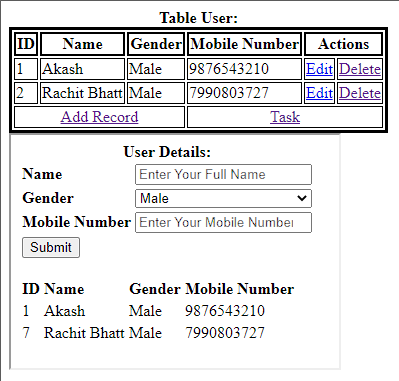 Table User:
ID Name Gender Mobile Number Actions
1 Akash Male 9876543210 Edit Delete
2 Rachit Bhatt Male 7990803727 Edit Delete
Add Record Task
User Details:
Name Enter Your Full Name
Gender Male
Mobile Number Enter Your Mobile Number
Submit
ID Name Gender Mobile Number
1 Akash Male 9876543210
7 Rachit Bhatt Male 7990803727